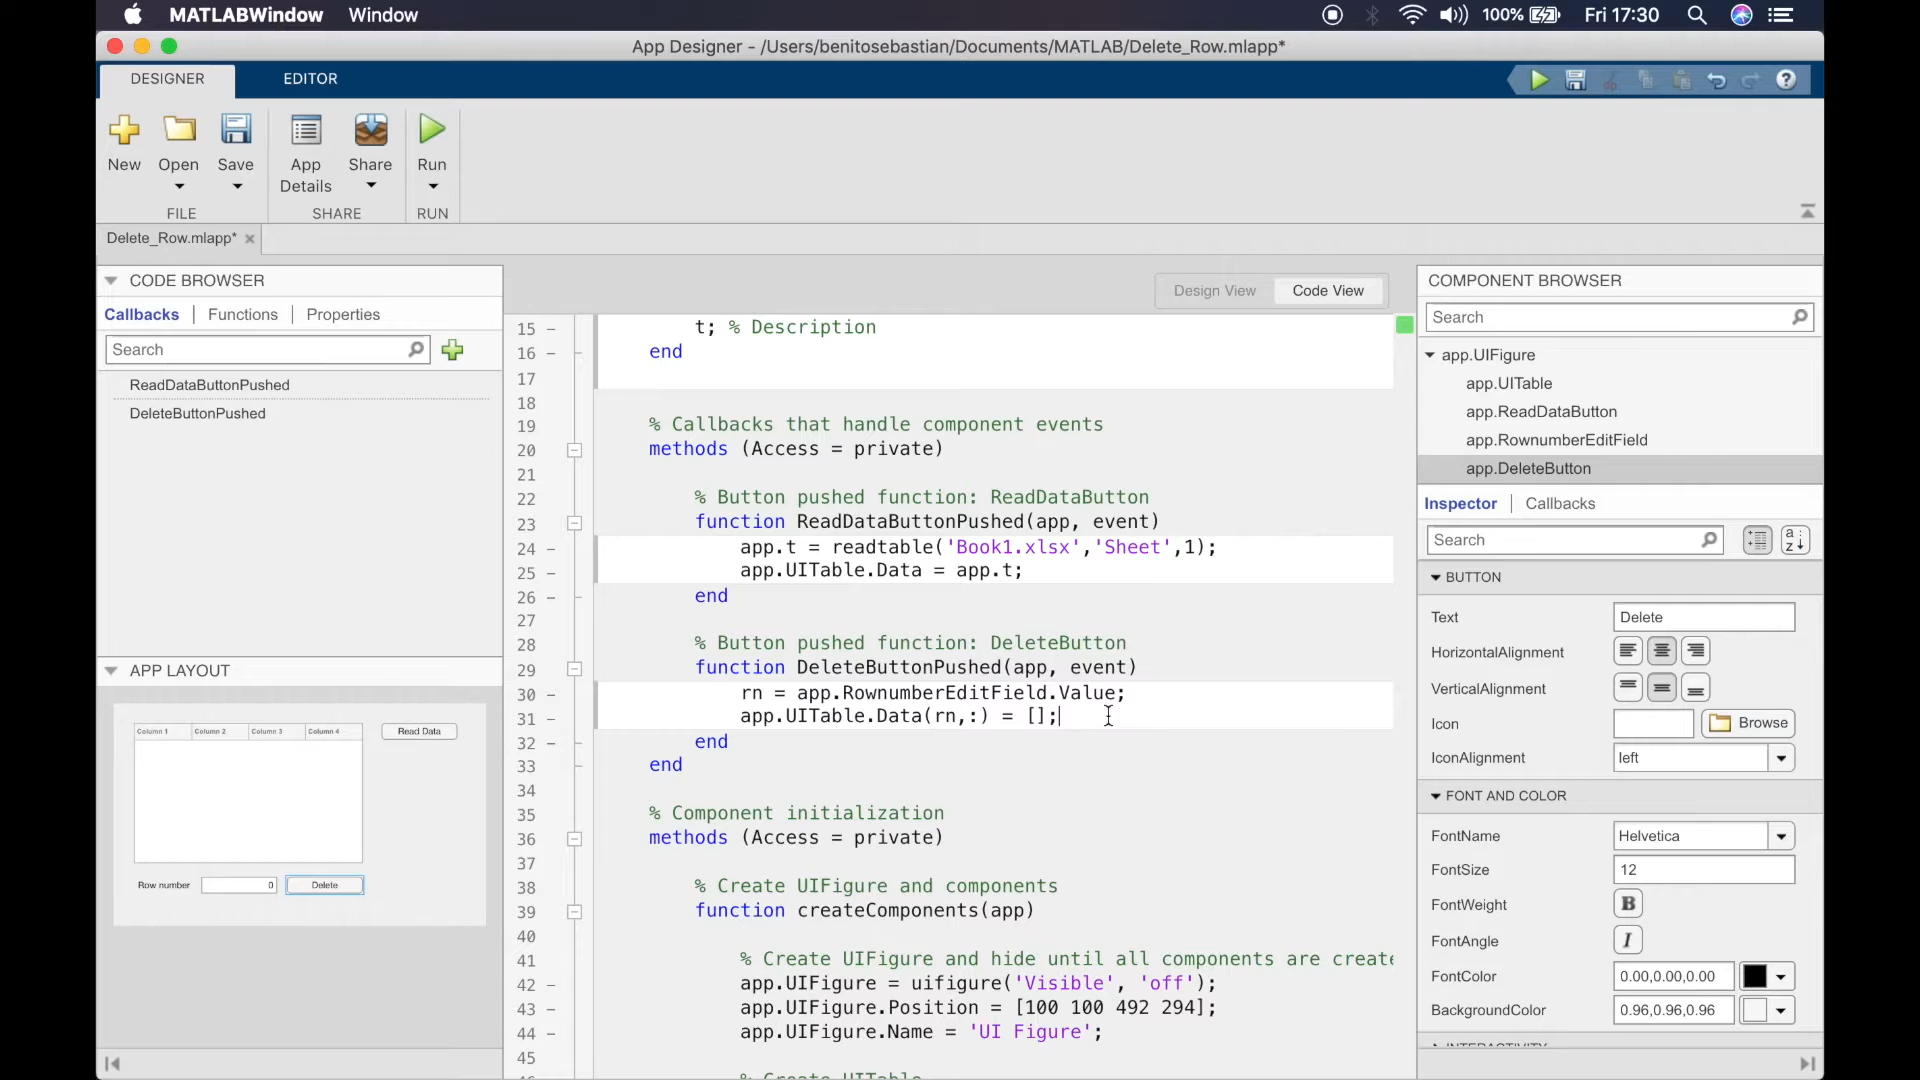 MATLABWindow Window 100% Fri 17:30
App Designer - /Users/benitosebastian/Documents/MATLAB/Delete_Row.mlapp*
DESIGNER EDITOR
New Open Save App Details Share Run
FILE SHARE RUN
Delete_Row.mlapp*
CODE BROWSER
Callbacks Functions Properties
Search
ReadDataButtonPushed
DeleteButtonPushed
APP LAYOUT
Column 1 Column 2 Column 3 Column 4 Read Data
Row number 0 Delete
Design View Code View
15 t; % Description
16 end
17
18
19 % Callbacks that handle component events
20 methods (Access = private)
21
22 % Button pushed function: ReadDataButton
23 function ReadDataButtonPushed(app, event)
24 app.t = readtable('Book1.xlsx','Sheet',1);
25 app.UITable.Data = app.t;
26 end
27
28 % Button pushed function: DeleteButton
29 function DeleteButtonPushed(app, event)
30 rn = app.RownumberEditField.Value;
31 app.UITable.Data(rn,:) = [];
32 end
33 end
34
35 % Component initialization
36 methods (Access = private)
37
38 % Create UIFigure and components
39 function createComponents(app)
40
41 % Create UIFigure and hide until all components are create
42 app.UIFigure = uifigure('Visible', 'off');
43 app.UIFigure.Position = [100 100 492 294];
44 app.UIFigure.Name = 'UI Figure';
45
% Create UITable
COMPONENT BROWSER
Search
app.UIFigure
app.UITable
app.ReadDataButton
app.RownumberEditField
app.DeleteButton
Inspector Callbacks
Search
BUTTON
Text Delete
HorizontalAlignment
VerticalAlignment
Icon Browse
IconAlignment left
FONT AND COLOR
FontName Helvetica
FontSize 12
FontWeight B
FontAngle I
FontColor 0.00,0.00,0.00
BackgroundColor 0.96,0.96,0.96
INTERACTIVITY